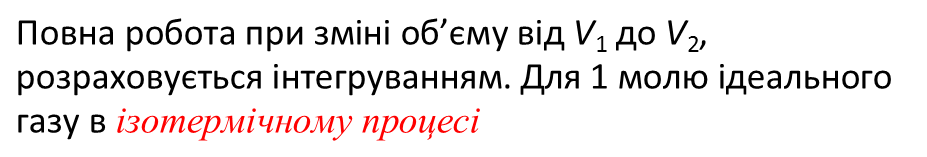 Повна робота при зміні об’єму від V₁ до V₂,
розраховується інтегруванням. Для 1 молю ідеального
газу в ізотермічному процесі